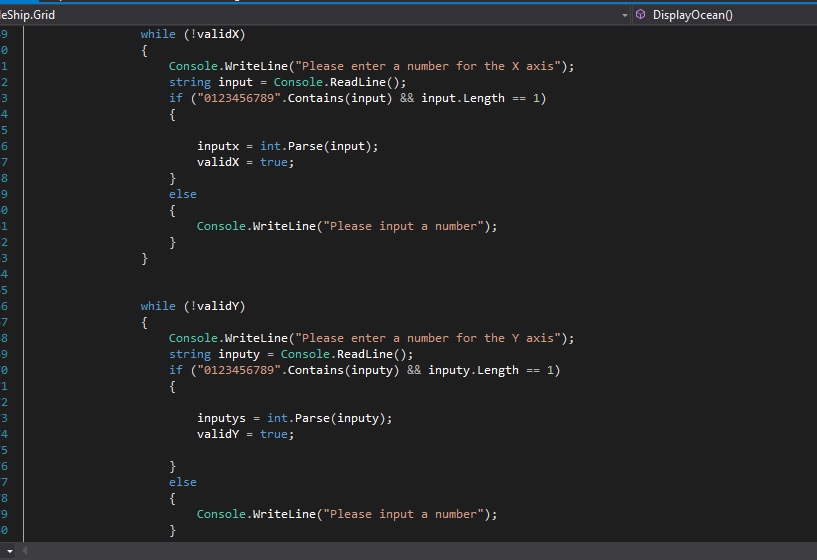 eShip.Grid DisplayOcean()
9 while (!validX)
0 {
1 Console.WriteLine("Please enter a number for the X axis");
2 string input = Console.ReadLine();
3 if ("0123456789".Contains(input) && input.Length == 1)
4 {
5
6 inputx = int.Parse(input);
7 validX = true;
8 }
9 else
0 {
1 Console.WriteLine("Please input a number");
2 }
3 }
4
5
6 while (!validY)
7 {
8 Console.WriteLine("Please enter a number for the Y axis");
9 string inputy = Console.ReadLine();
0 if ("0123456789".Contains(inputy) && inputy.Length == 1)
1 {
2
3 inputys = int.Parse(inputy);
4 validY = true;
5
6 }
7 else
8 {
9 Console.WriteLine("Please input a number");
0 }